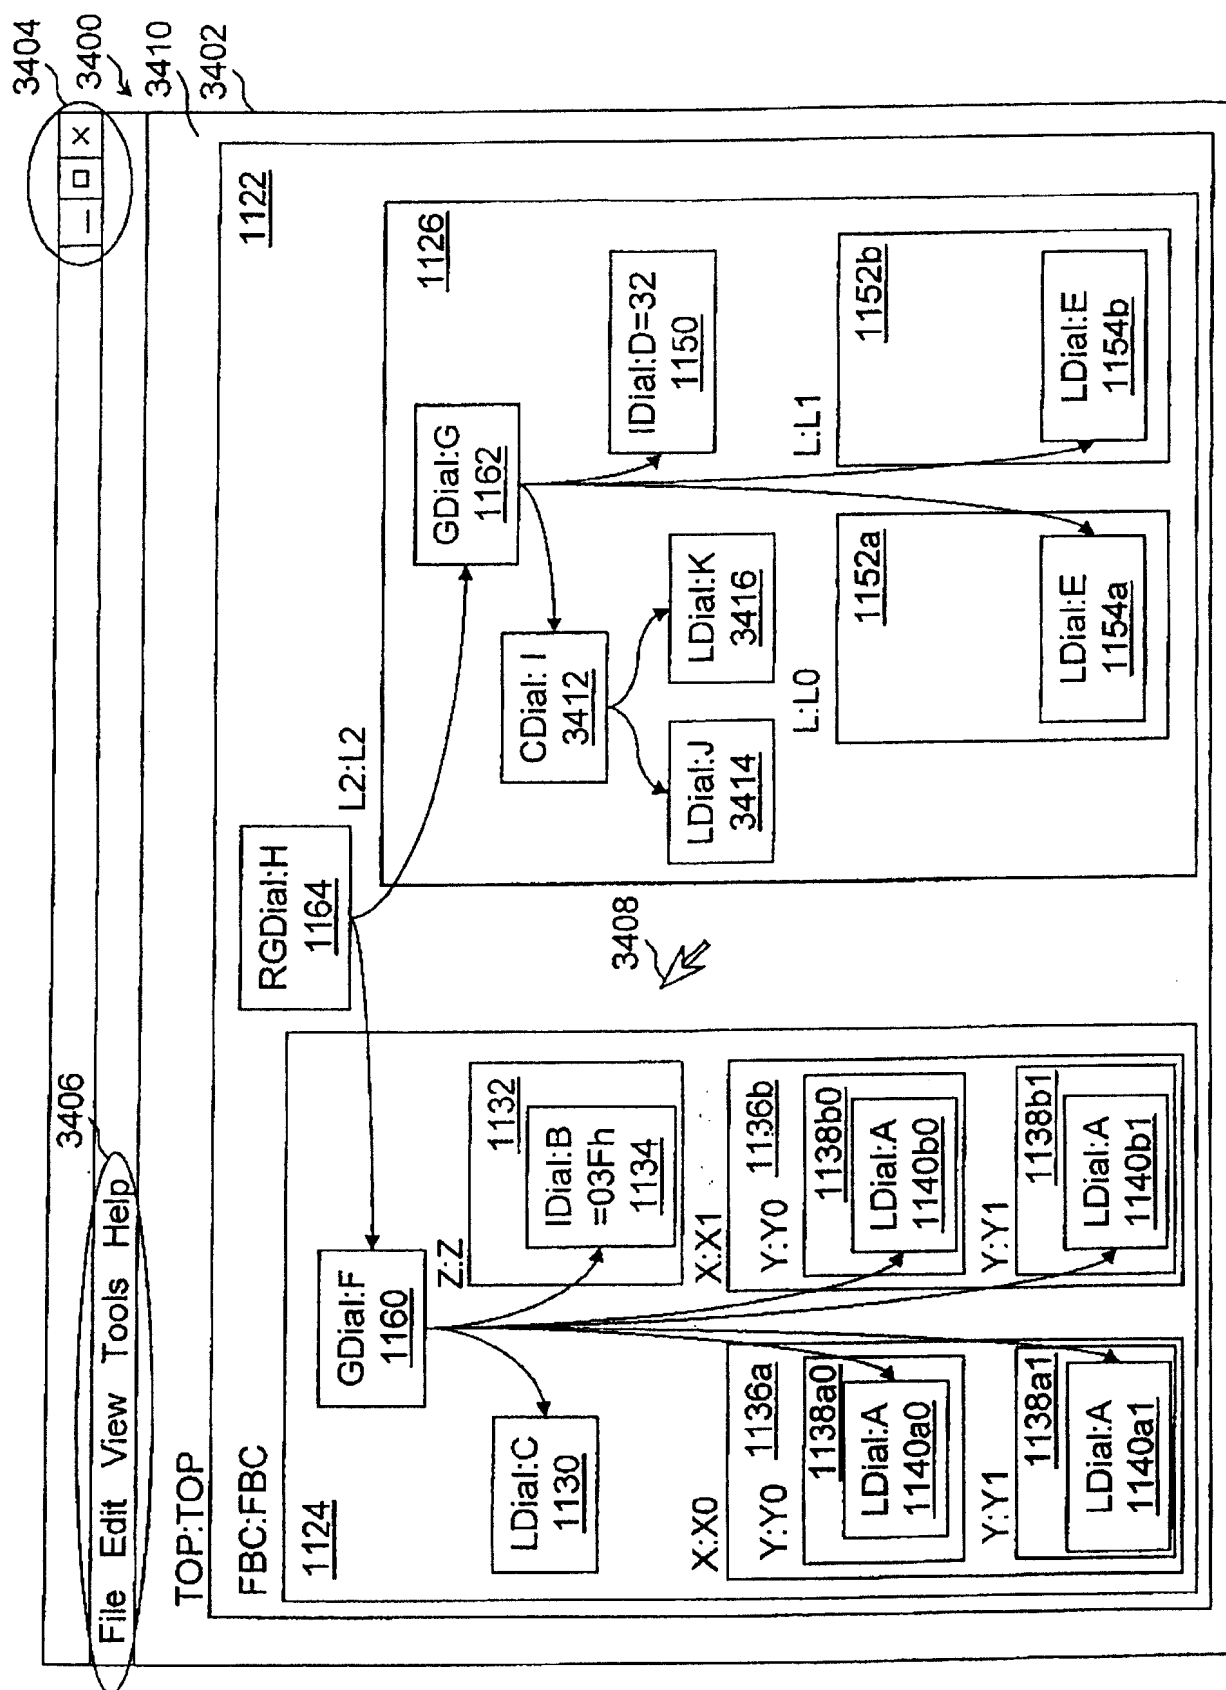 3404
3400
3410
3402
3406
File Edit View Tools Help
TOP:TOP
1122
FBC:FBC
RGDial:H
1164
L2:L2
1124
GDial:F
1160
Z:Z
LDial:C
1130
1132
IDial:B
=03Fh
1134
X:X0
1136a
Y:Y0
1138a0
LDial:A
1140a0
Y:Y1
1138a1
LDial:A
1140a1
X:X1
1136b
Y:Y0
1138b0
LDial:A
1140b0
Y:Y1
1138b1
LDial:A
1140b1
3408
1126
GDial:G
1162
CDial: I
3412
IDial:D=32
1150
LDial:J
3414
LDial:K
3416
L:L0
1152a
LDial:E
1154a
L:L1
1152b
LDial:E
1154b